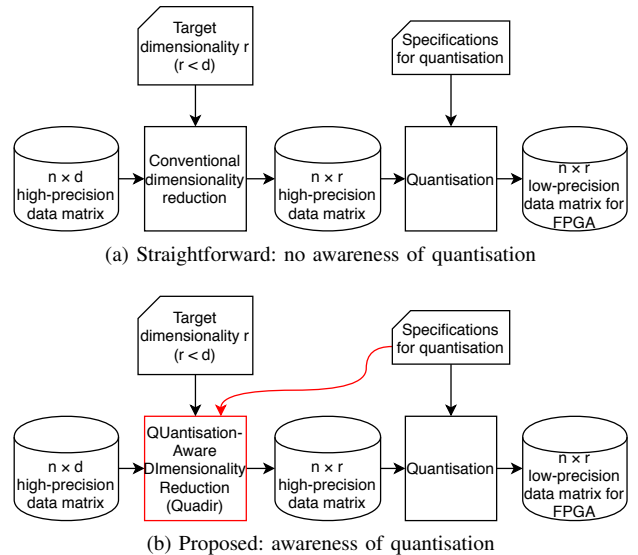 Target
dimensionality r
(r < d)
Specifications
for quantisation
n × d
high-precision
data matrix
Conventional
dimensionality
reduction
n × r
high-precision
data matrix
Quantisation
n × r
low-precision
data matrix for
FPGA
(a) Straightforward: no awareness of quantisation
Target
dimensionality r
(r < d)
Specifications
for quantisation
n × d
high-precision
data matrix
QUantisation-
Aware
DImensionality
Reduction
(Quadir)
n × r
high-precision
data matrix
Quantisation
n × r
low-precision
data matrix for
FPGA
(b) Proposed: awareness of quantisation